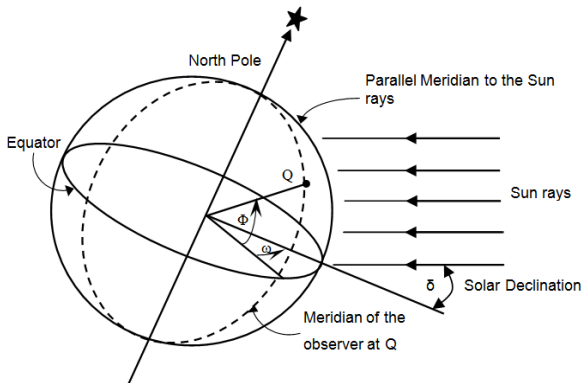 North Pole
Parallel Meridian to the Sun
rays
Equator
Q
Sun rays
Φ
ω
δ
Solar Declination
Meridian of the
observer at Q